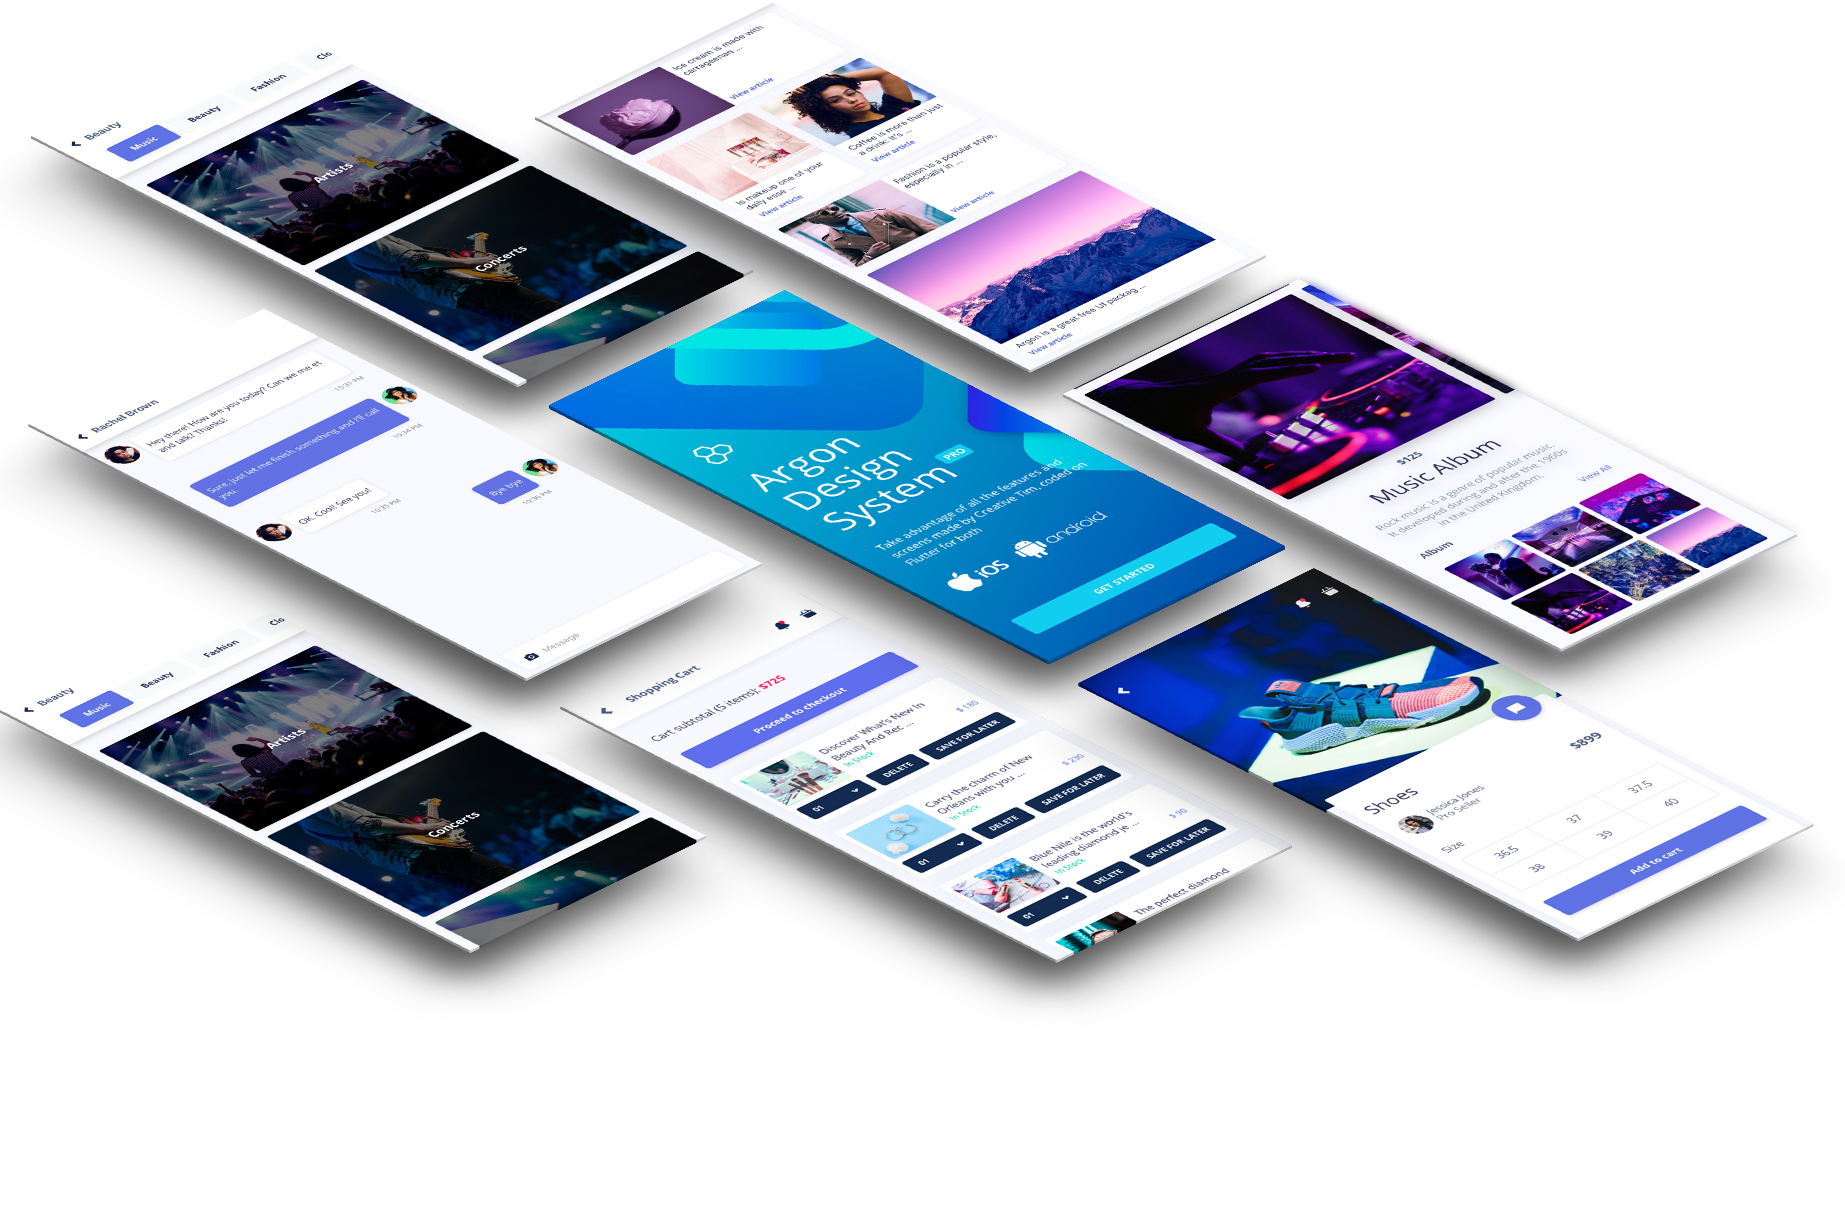 Beauty
Music
Beauty
Fashion
Clo
Artists
Concerts
Ice cream is made with
carrageenan ...
View article
Is makeup one of your
daily esse ...
View article
Coffee is more than just
a drink: It's ...
View article
Fashion is a popular style,
especially in ...
View article
Argon is a great free UI packag ...
View article
Rachel Brown
Hey there! How are you today? Can we me et
and talk? Thanks!
10:31 PM
Sure, just let me finish something and I'll call
you.
10:34 PM
OK. Cool! See you!
10:35 PM
Bye bye
10:36 PM
Message
Argon
Design
System
PRO
Take advantage of all the features and
screens made by Creative Tim, coded on
Flutter for both
iOS
android
GET STARTED
$125
Music Album
Rock music is a genre of popular music.
It developed during and after the 1960s
in the United Kingdom.
Album
View All
Beauty
Music
Beauty
Fashion
Clo
Artists
Concerts
Shopping Cart
Cart subtotal (5 items): $725
Proceed to checkout
Discover What's New In
Beauty And Rec ...
In Stock
$ 180
01
DELETE
SAVE FOR LATER
Carry the charm of New
Orleans with you ...
In Stock
$ 230
01
DELETE
SAVE FOR LATER
Blue Nile is the world's
leading diamond je ...
In Stock
$ 90
01
DELETE
SAVE FOR LATER
The perfect diamond
Shoes
$899
Jessica Jones
Pro Seller
Size
36.5
37
37.5
38
39
40
Add to cart